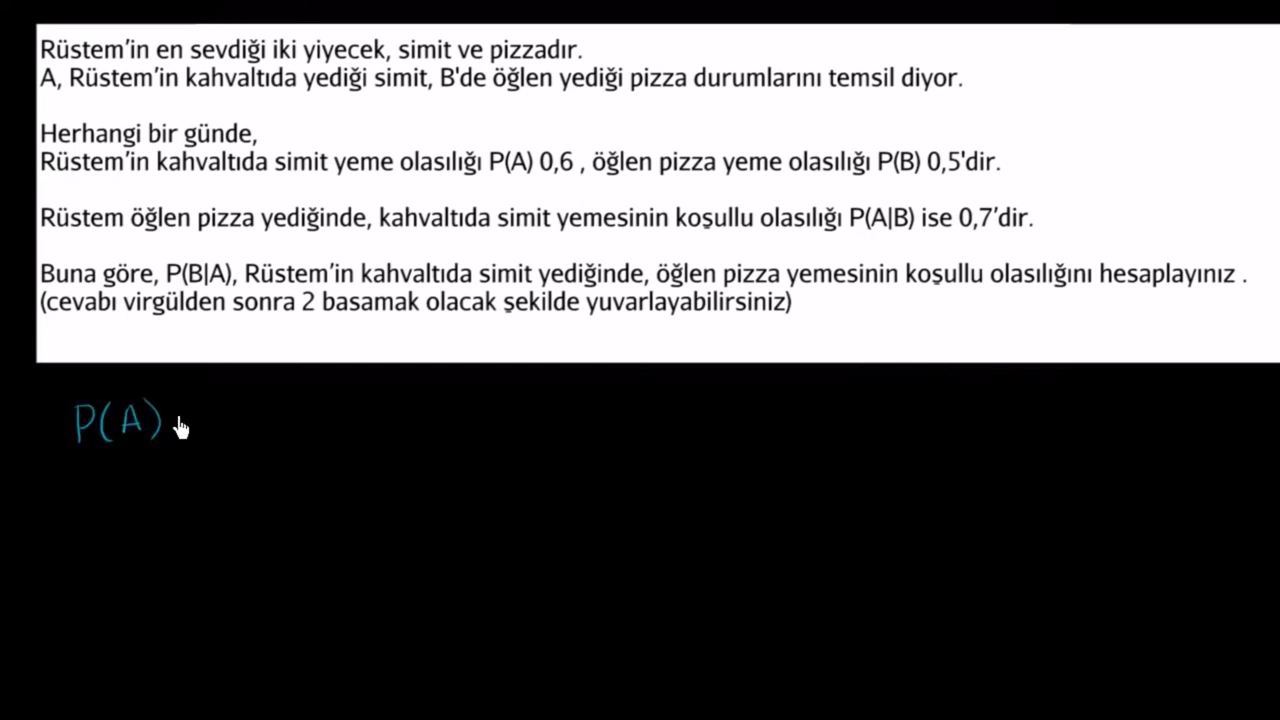 Rüstem’in en sevdiği iki yiyecek, simit ve pizzadır.
A, Rüstem’in kahvaltıda yediği simit, B'de öğlen yediği pizza durumlarını temsil diyor.
Herhangi bir günde,
Rüstem’in kahvaltıda simit yeme olasılığı P(A) 0,6 , öğlen pizza yeme olasılığı P(B) 0,5'dir.
Rüstem öğlen pizza yediğinde, kahvaltıda simit yemesinin koşullu olasılığı P(A|B) ise 0,7’dir.
Buna göre, P(B|A), Rüstem’in kahvaltıda simit yediğinde, öğlen pizza yemesinin koşullu olasılığını hesaplayınız .
(cevabı virgülden sonra 2 basamak olacak şekilde yuvarlayabilirsiniz)
P(A)